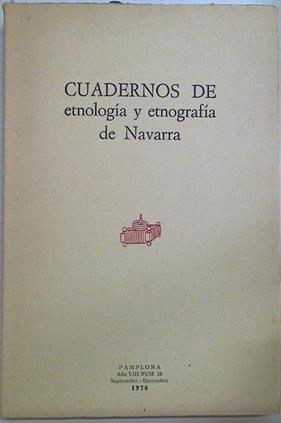 CUADERNOS DE
etnología y etnografía
de Navarra
PAMPLONA
Año VIII NUM. 24
Septiembre - Diciembre
1976